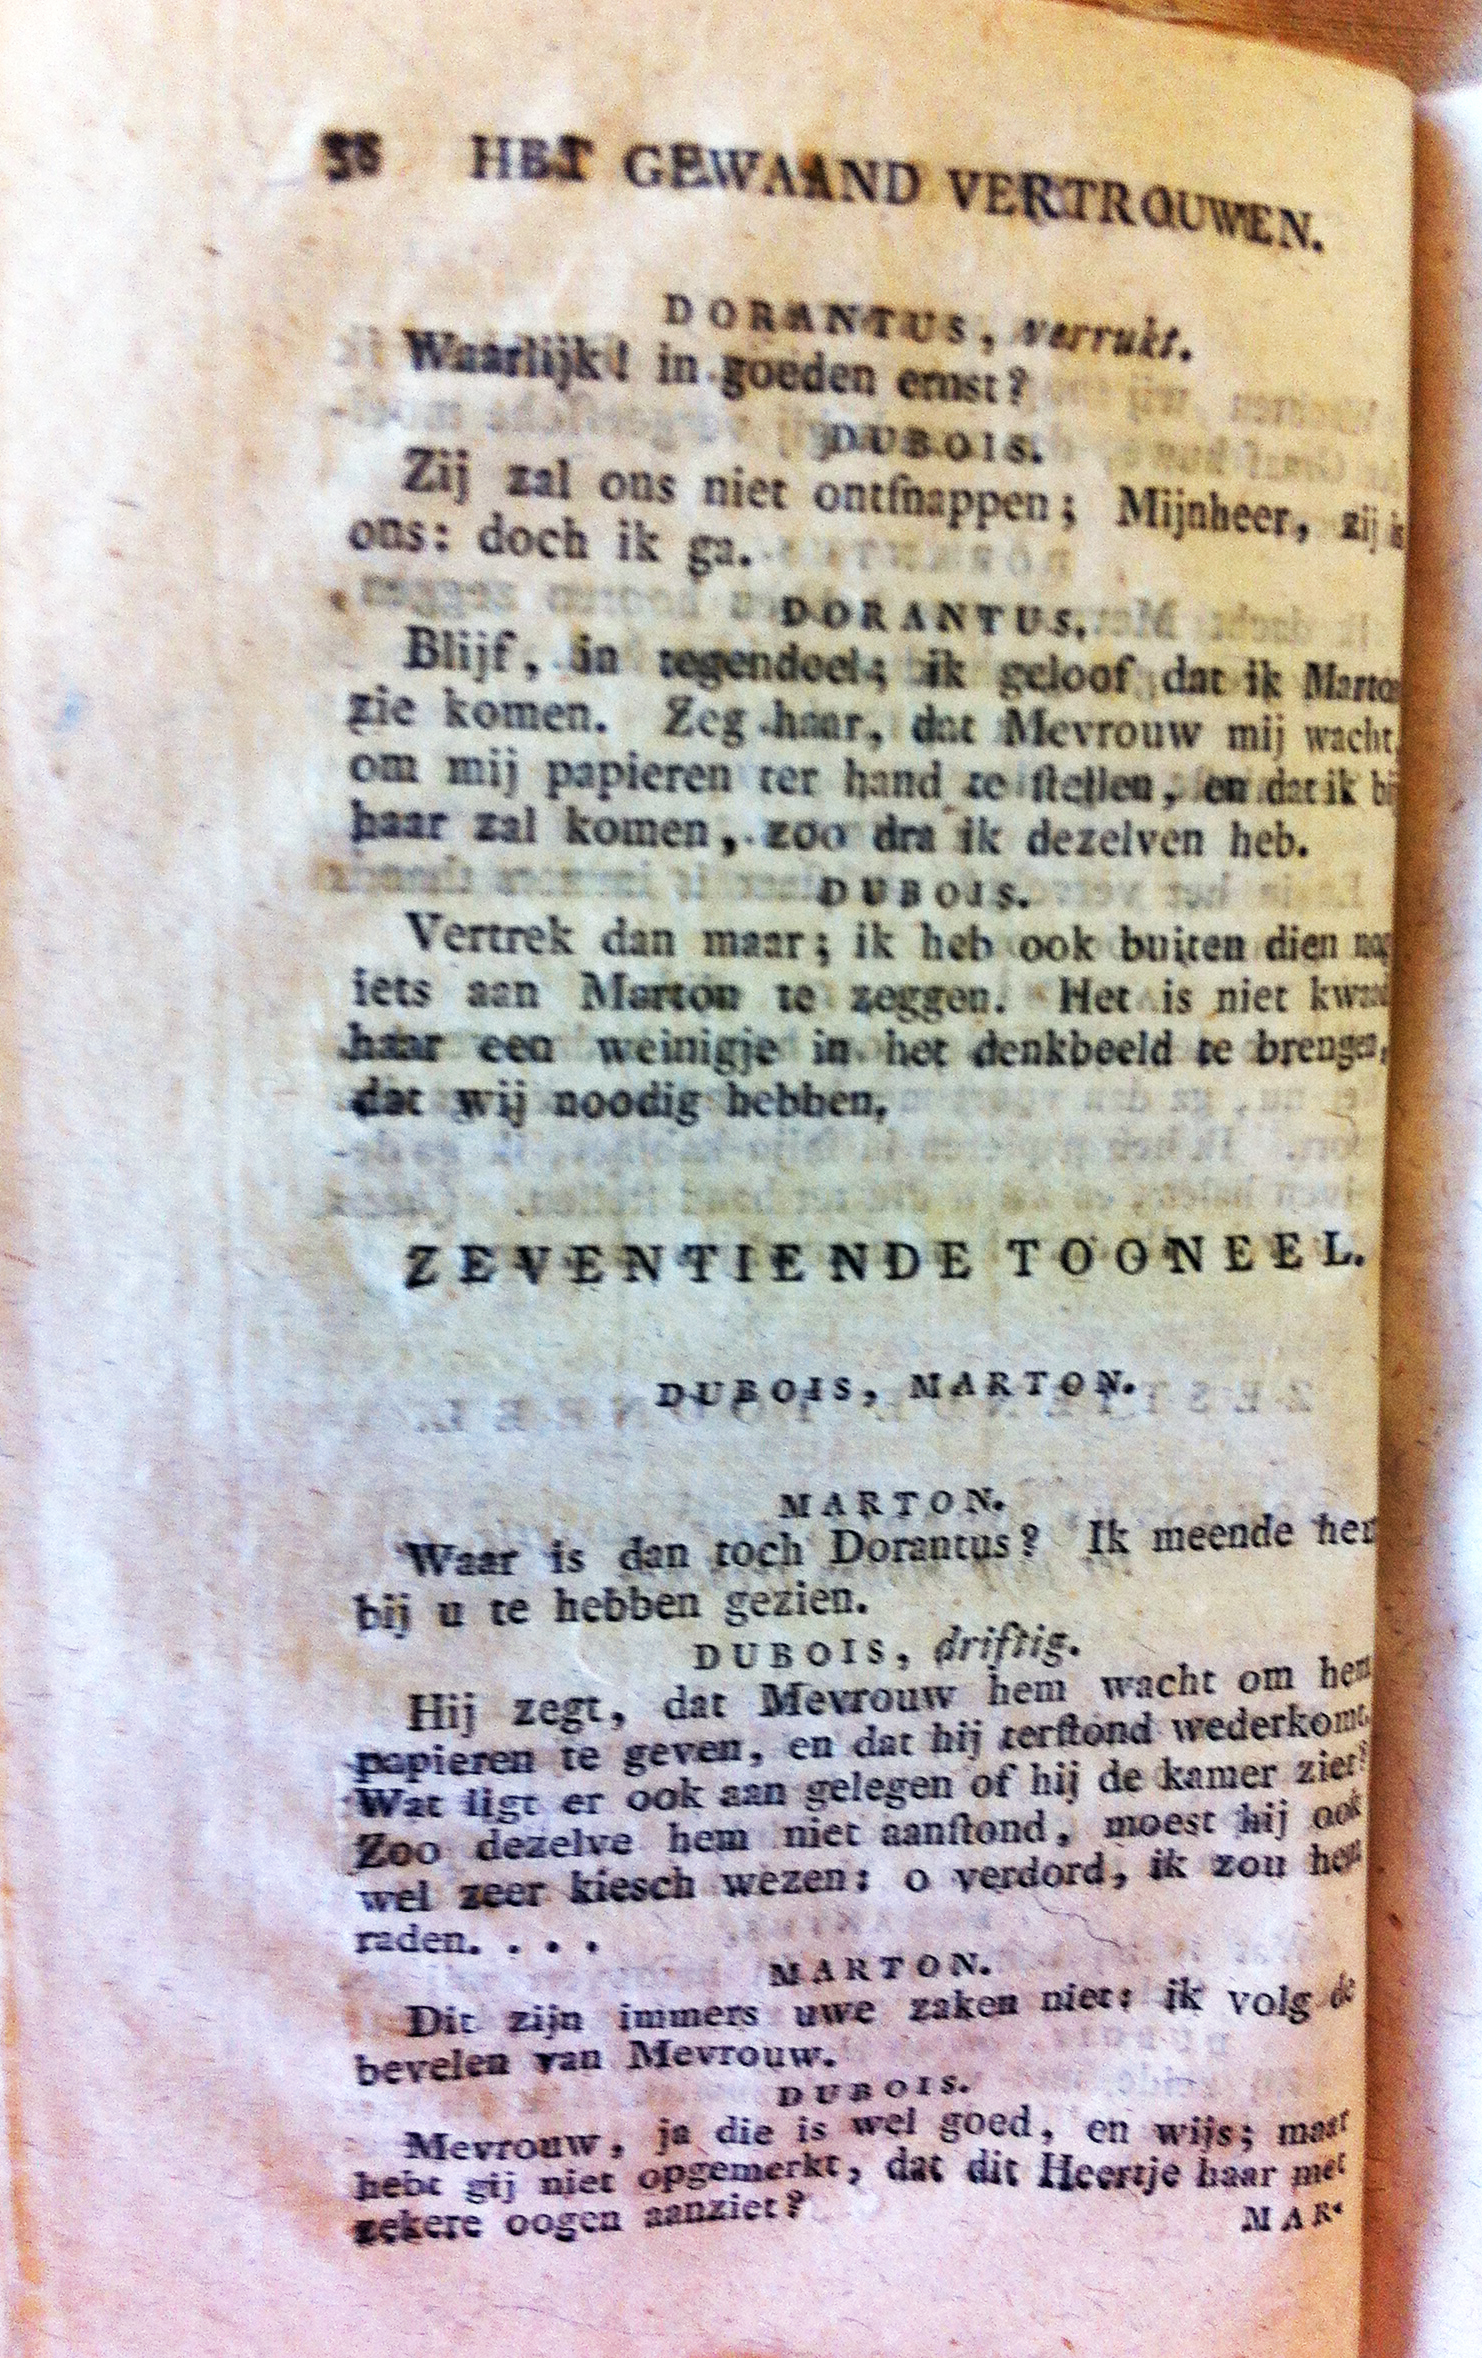 38 HET GEWAAND VERTROUWEN.
DORANTUS, verrukt.
Waarlijk! in goeden ernst?
DUBOIS.
Zij zal ons niet ontſnappen; Mijnheer, zij is
ons: doch ik ga.
DORANTUS.
Blijf, in tegendeel; ik geloof dat ik Marton
zie komen. Zeg haar, dat Mevrouw mij wacht,
om mij papieren ter hand te ſtellen, en dat ik bij
haar zal komen, zoo dra ik dezelven heb.
DUBOIS.
Vertrek dan maar; ik heb ook buiten dien nog
iets aan Marton te zeggen. Het is niet kwaad
haar een weinigje in het denkbeeld te brengen,
dat wij noodig hebben.
ZEVENTIENDE TOONEEL.
DUBOIS, MARTON.
MARTON.
Waar is dan toch Dorantus? Ik meende hem
bij u te hebben gezien.
DUBOIS, driftig.
Hij zegt, dat Mevrouw hem wacht om hem
papieren te geven, en dat hij terſtond wederkomt.
Wat ligt er ook aan gelegen of hij de kamer ziet?
Zoo dezelve hem niet aanſtond, moest hij ook
wel zeer kiesch wezen: o verdord, ik zou hem
raden. . . .
MARTON.
Dit zijn immers uwe zaken niet: ik volg de
bevelen van Mevrouw.
DUBOIS.
Mevrouw, ja die is wel goed, en wijs; maar
hebt gij niet opgemerkt, dat dit Heertje haar met
zekere oogen aanziet?
MAR-